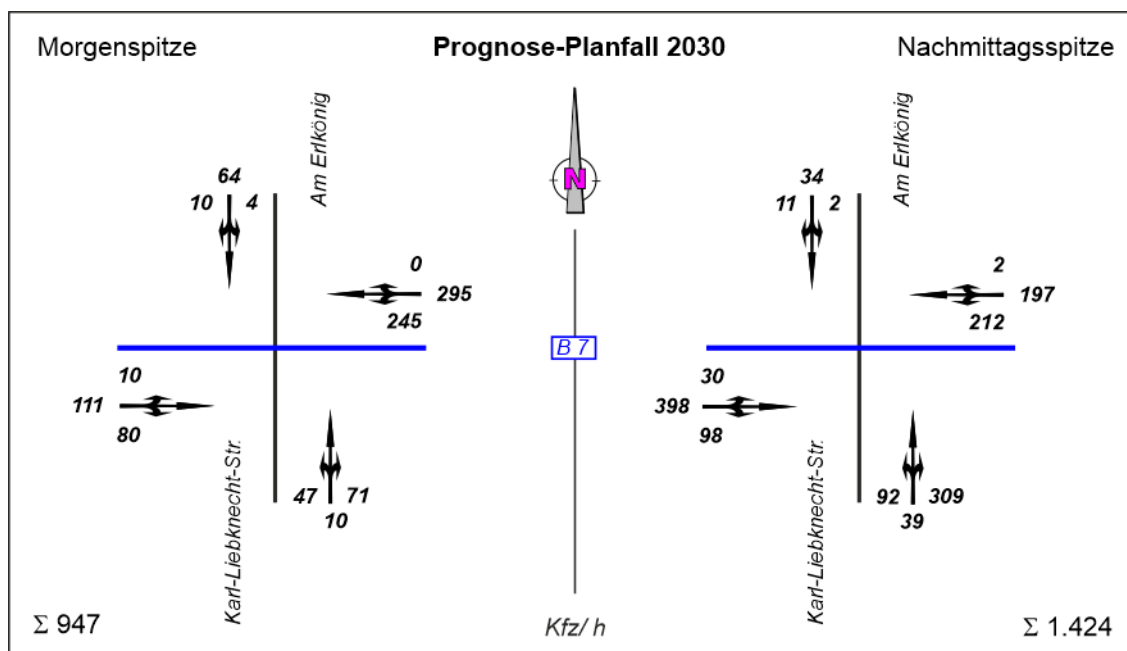 Morgenspitze
Prognose-Planfall 2030
Nachmittagsspitze
Am Erlkönig
64
10 4
0
295
245
10
111
80
47 71
10
Karl-Liebknecht-Str.
Σ 947
N
B 7
Kfz/ h
Am Erlkönig
34
11 2
2
197
212
30
398
98
92 309
39
Karl-Liebknecht-Str.
Σ 1.424